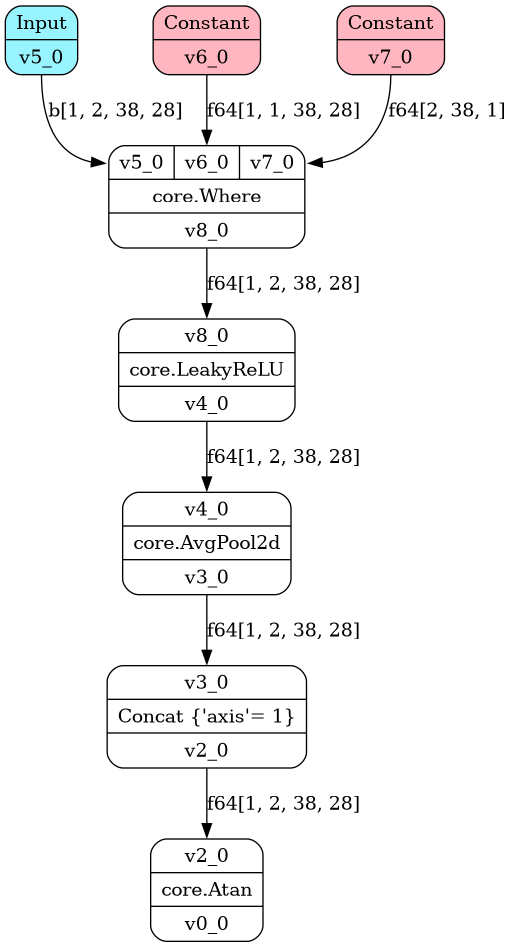 Input
v5_0
Constant
v6_0
Constant
v7_0
b[1, 2, 38, 28]
f64[1, 1, 38, 28]
f64[2, 38, 1]
v5_0 v6_0 v7_0
core.Where
v8_0
f64[1, 2, 38, 28]
v8_0
core.LeakyReLU
v4_0
f64[1, 2, 38, 28]
v4_0
core.AvgPool2d
v3_0
f64[1, 2, 38, 28]
v3_0
Concat {'axis'= 1}
v2_0
f64[1, 2, 38, 28]
v2_0
core.Atan
v0_0